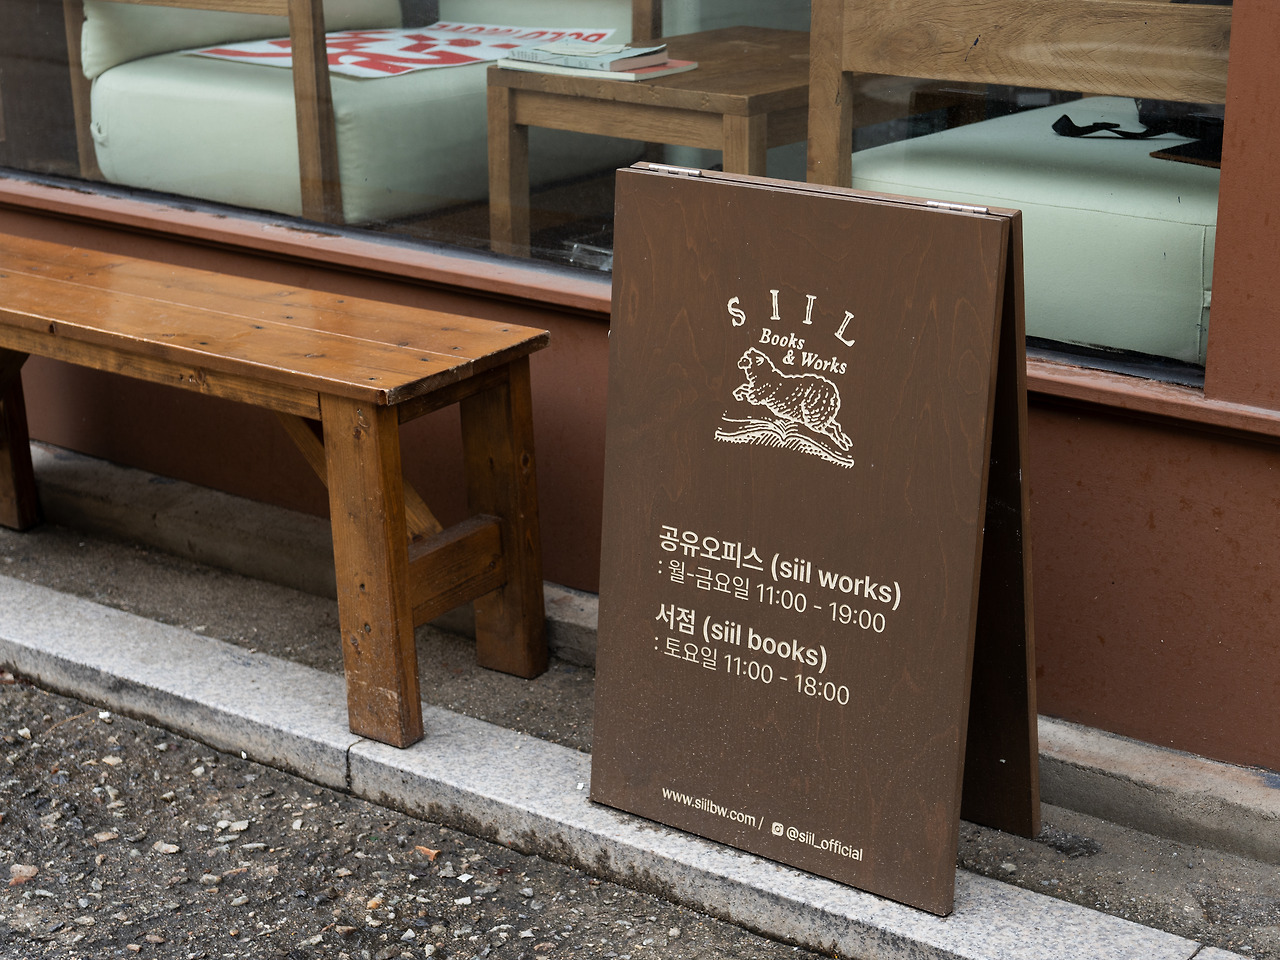 SIIL
Books
& Works
공유오피스 (siil works)
: 월-금요일 11:00 - 19:00
서점 (siil books)
: 토요일 11:00 - 18:00
www.siilbw.com / @siil_official